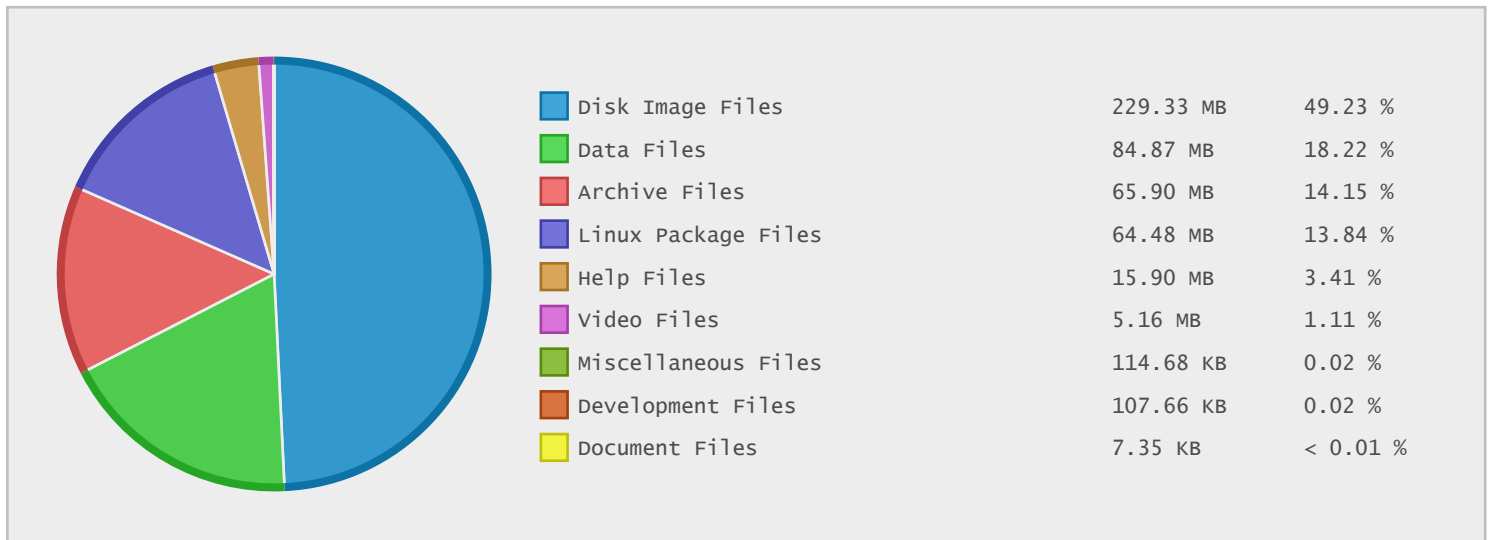 Disk Image Files 229.33 MB 49.23 %
Data Files 84.87 MB 18.22 %
Archive Files 65.90 MB 14.15 %
Linux Package Files 64.48 MB 13.84 %
Help Files 15.90 MB 3.41 %
Video Files 5.16 MB 1.11 %
Miscellaneous Files 114.68 KB 0.02 %
Development Files 107.66 KB 0.02 %
Document Files 7.35 KB < 0.01 %